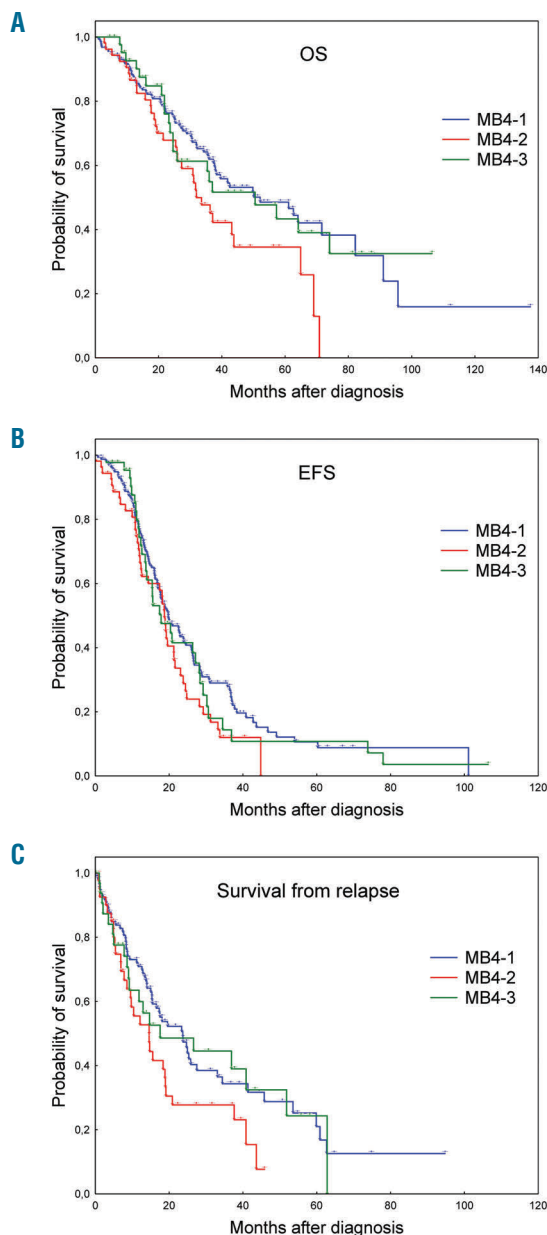 A
OS
MB4-1
MB4-2
MB4-3
Probability of survival
1,0
0,8
0,6
0,4
0,2
0,0
0 20 40 60 80 100 120 140
Months after diagnosis
B
EFS
MB4-1
MB4-2
MB4-3
Probability of survival
1,0
0,8
0,6
0,4
0,2
0,0
0 20 40 60 80 100 120
Months after diagnosis
C
Survival from relapse
MB4-1
MB4-2
MB4-3
Probability of survival
1,0
0,8
0,6
0,4
0,2
0,0
0 20 40 60 80 100 120
Months after diagnosis